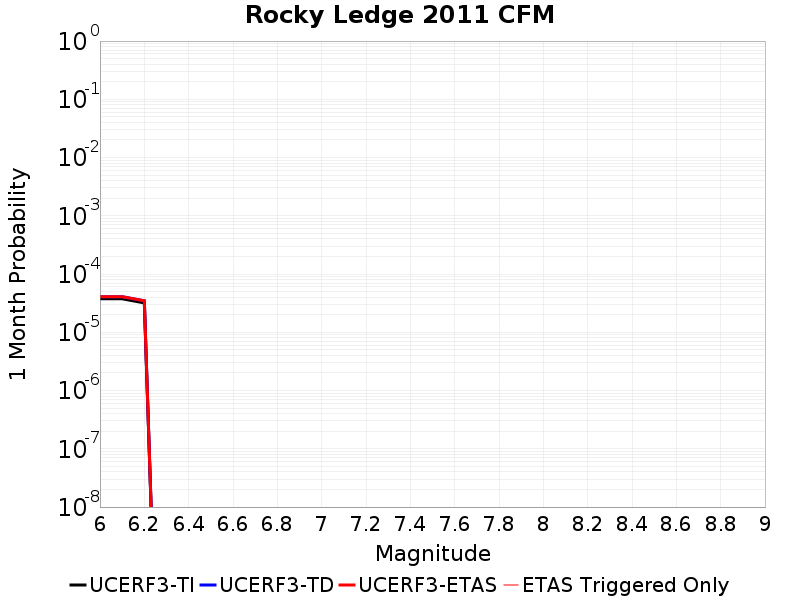 Rocky Ledge 2011 CFM
1 Month Probability
10^0
10^-1
10^-2
10^-3
10^-4
10^-5
10^-6
10^-7
10^-8
6 6.2 6.4 6.6 6.8 7 7.2 7.4 7.6 7.8 8 8.2 8.4 8.6 8.8 9
Magnitude
UCERF3-TI UCERF3-TD UCERF3-ETAS ETAS Triggered Only